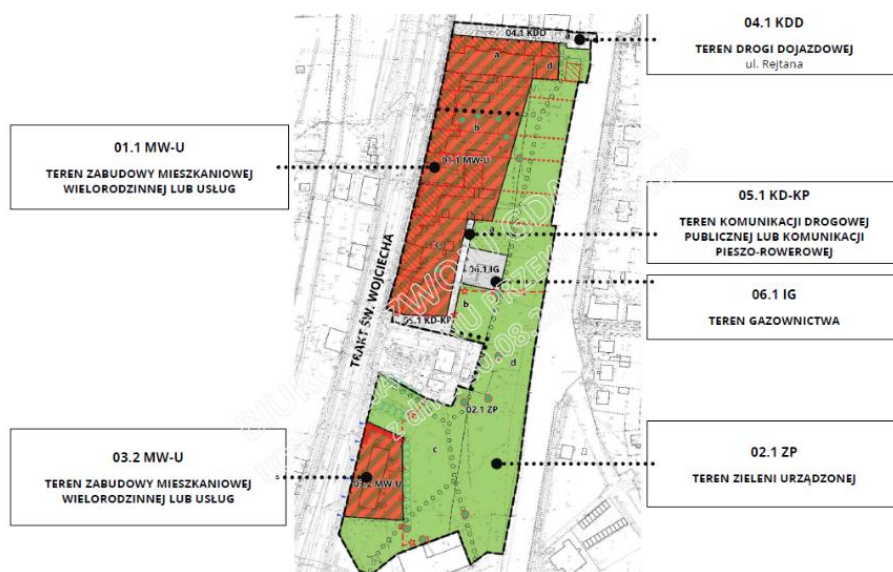 04.1 KDD
TEREN DROGI DOJAZDOWEJ
ul. Rejtana
01.1 MW-U
TEREN ZABUDOWY MIESZKANIOWEJ
WIELORODZINNEJ LUB USŁUG
05.1 KD-KP
TEREN KOMUNIKACJI DROGOWEJ
PUBLICZNEJ LUB KOMUNIKACJI
PIESZO-ROWEROWEJ
06.1 IG
TEREN GAZOWNICTWA
03.2 MW-U
TEREN ZABUDOWY MIESZKANIOWEJ
WIELORODZINNEJ LUB USŁUG
02.1 ZP
TEREN ZIELENI URZĄDZONEJ
04.1 KDD
a
a
d
b
01.1 MW-U
a
c
06.1 IG
b
05.1 KD-KP
d
TRAKT ŚW. WOJCIECHA
02.1 ZP
c
03.2 MW-U